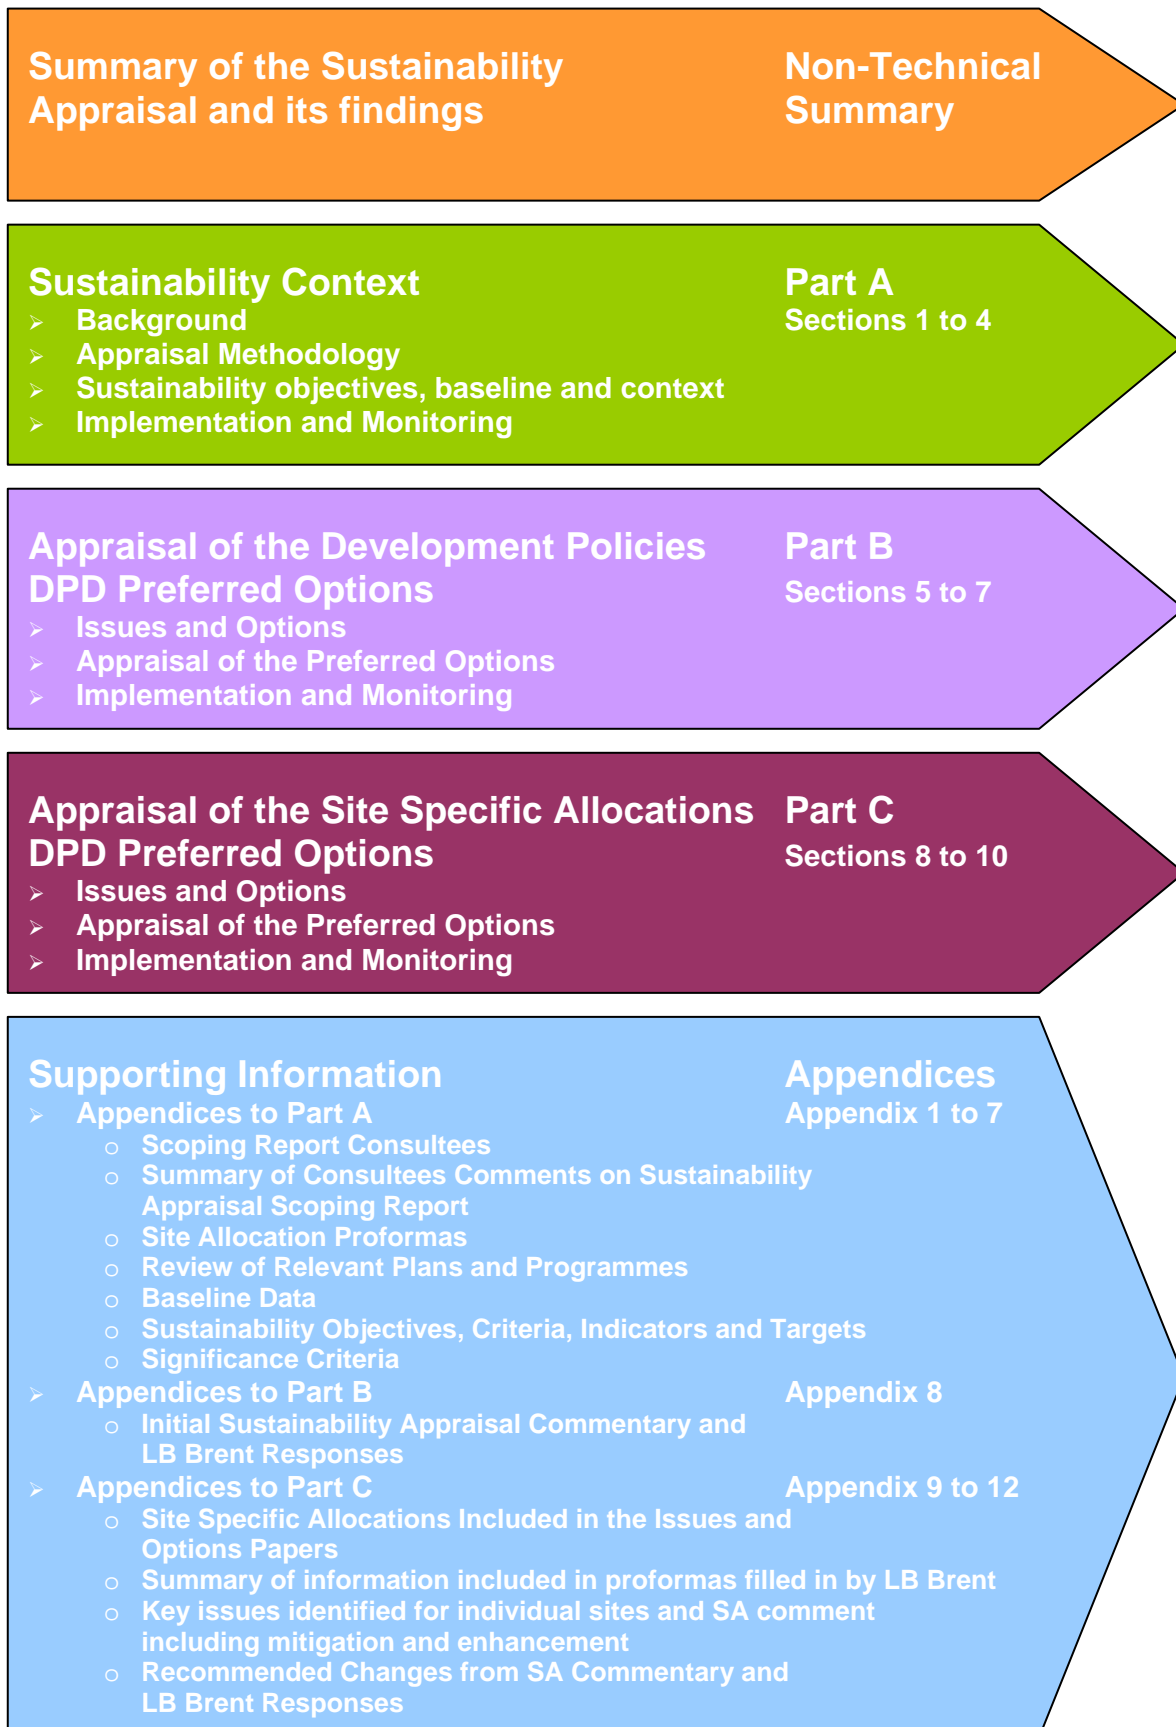 Summary of the Sustainability Non-Technical
Appraisal and its findings Summary
Sustainability Context Part A
➢ Background Sections 1 to 4
➢ Appraisal Methodology
➢ Sustainability objectives, baseline and context
➢ Implementation and Monitoring
Appraisal of the Development Policies Part B
DPD Preferred Options Sections 5 to 7
➢ Issues and Options
➢ Appraisal of the Preferred Options
➢ Implementation and Monitoring
Appraisal of the Site Specific Allocations Part C
DPD Preferred Options Sections 8 to 10
➢ Issues and Options
➢ Appraisal of the Preferred Options
➢ Implementation and Monitoring
Supporting Information Appendices
➢ Appendices to Part A Appendix 1 to 7
o Scoping Report Consultees
o Summary of Consultees Comments on Sustainability
Appraisal Scoping Report
o Site Allocation Proformas
o Review of Relevant Plans and Programmes
o Baseline Data
o Sustainability Objectives, Criteria, Indicators and Targets
o Significance Criteria
➢ Appendices to Part B Appendix 8
o Initial Sustainability Appraisal Commentary and
LB Brent Responses
➢ Appendices to Part C Appendix 9 to 12
o Site Specific Allocations Included in the Issues and
Options Papers
o Summary of information included in proformas filled in by LB Brent
o Key issues identified for individual sites and SA comment
including mitigation and enhancement
o Recommended Changes from SA Commentary and
LB Brent Responses